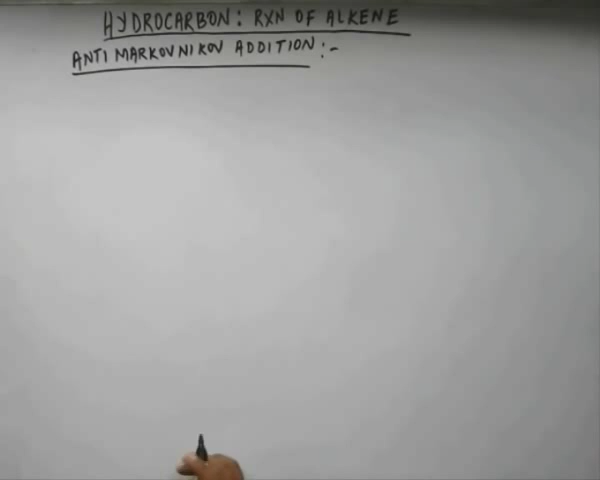 HYDROCARBON: RXN OF ALKENE
ANTI MARKOVNIKOV ADDITION:-